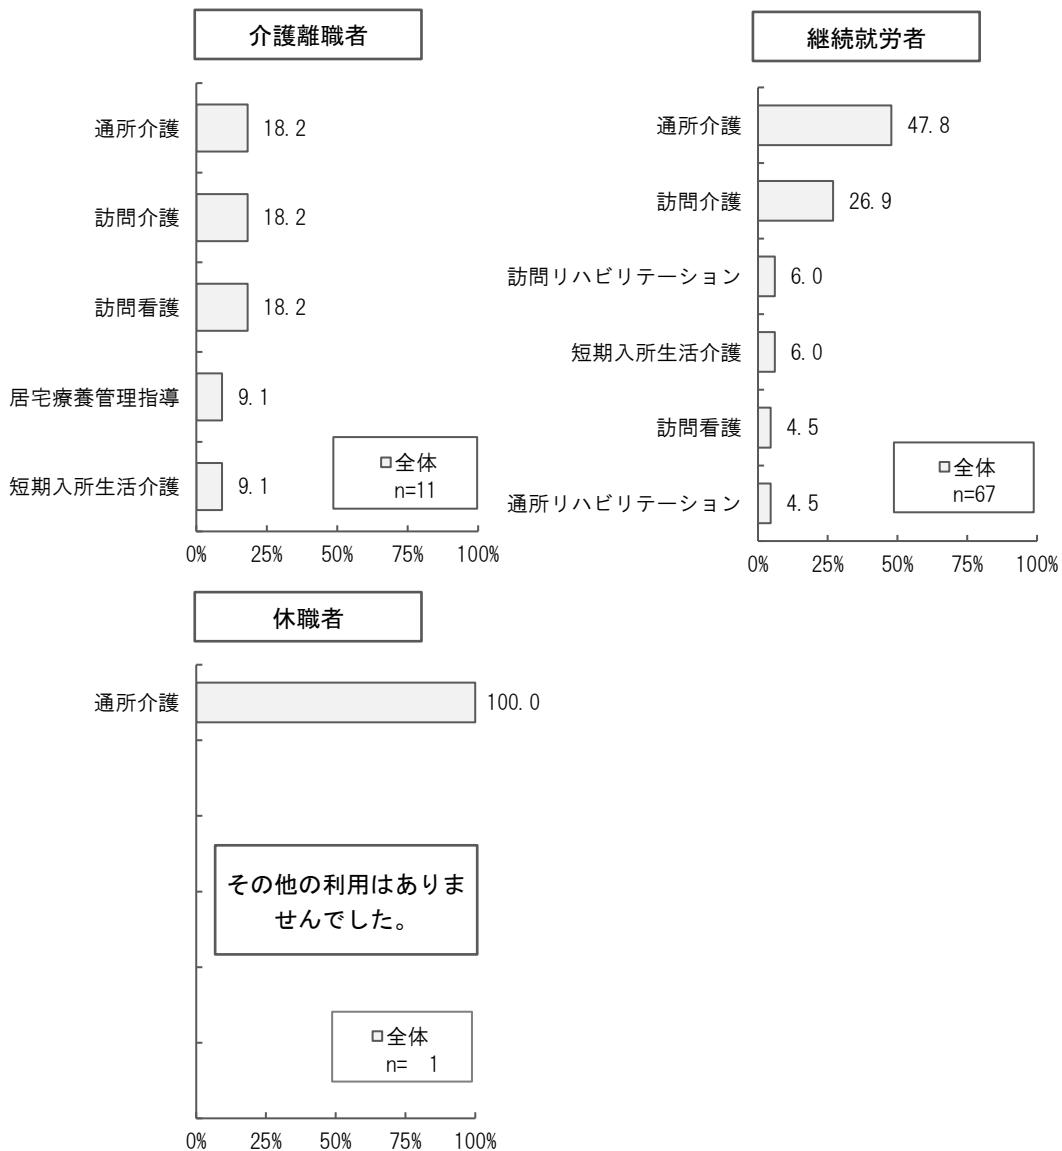 介護離職者
通所介護 18.2
訪問介護 18.2
訪問看護 18.2
居宅療養管理指導 9.1
短期入所生活介護 9.1
全体
n=11
0% 25% 50% 75% 100%
継続就労者
通所介護 47.8
訪問介護 26.9
訪問リハビリテーション 6.0
短期入所生活介護 6.0
訪問看護 4.5
通所リハビリテーション 4.5
全体
n=67
0% 25% 50% 75% 100%
休職者
通所介護 100.0
その他の利用はありま
せんでした。
全体
n= 1
0% 25% 50% 75% 100%